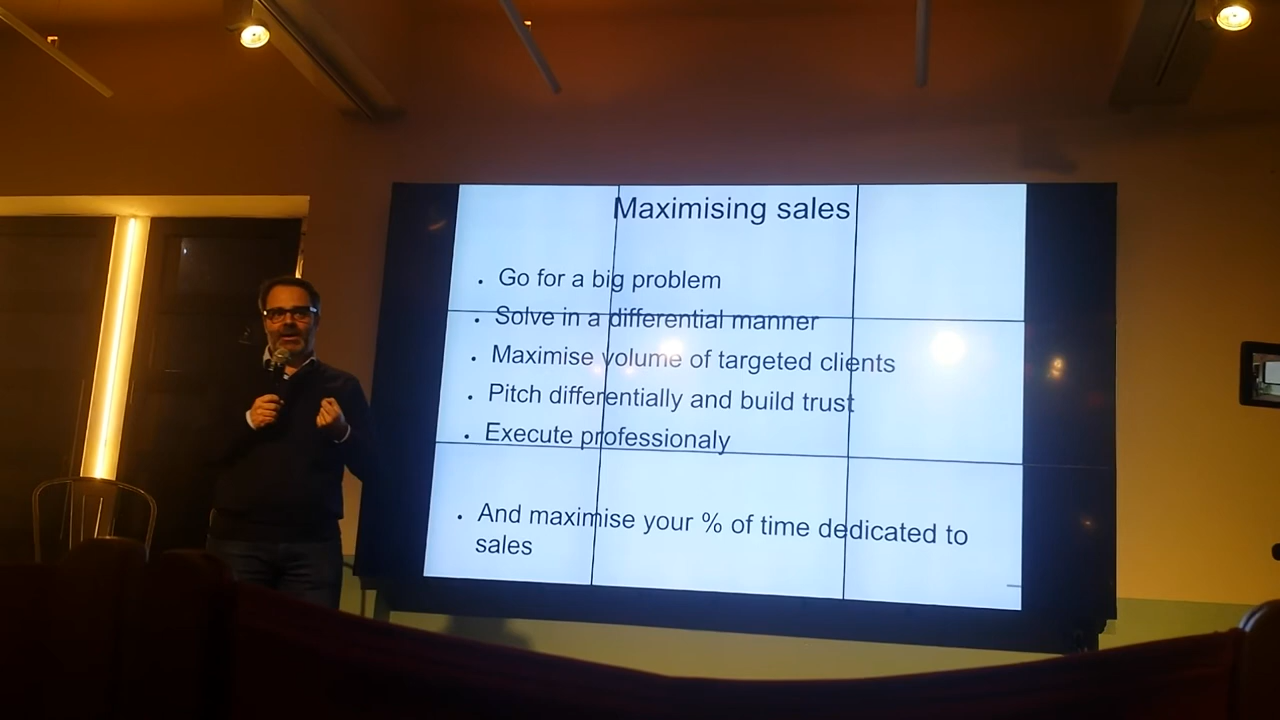 Maximising sales
. Go for a big problem
. Solve in a differential manner
. Maximise volume of targeted clients
. Pitch differentially and build trust
. Execute professionaly
. And maximise your % of time dedicated to
sales